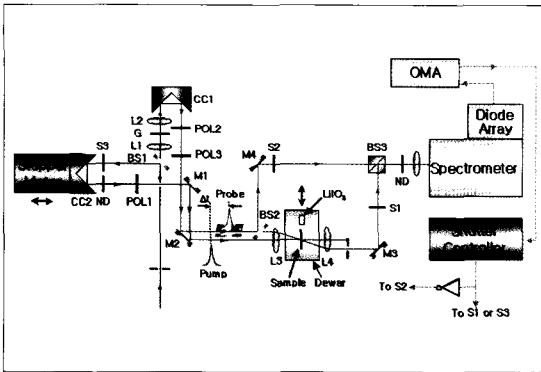 OMA
CC1
Diode
Array
L2
G
L1
POL2
POL3
S3
BS1
M4
S2
BS3
ND
Spectrometer
CC2
ND
POL1
M1
Δt
Probe
BS2
LiIO3
S1
M2
L3
L4
M3
Pump
Sample
Dewar
Controller
To S2
To S1 or S3